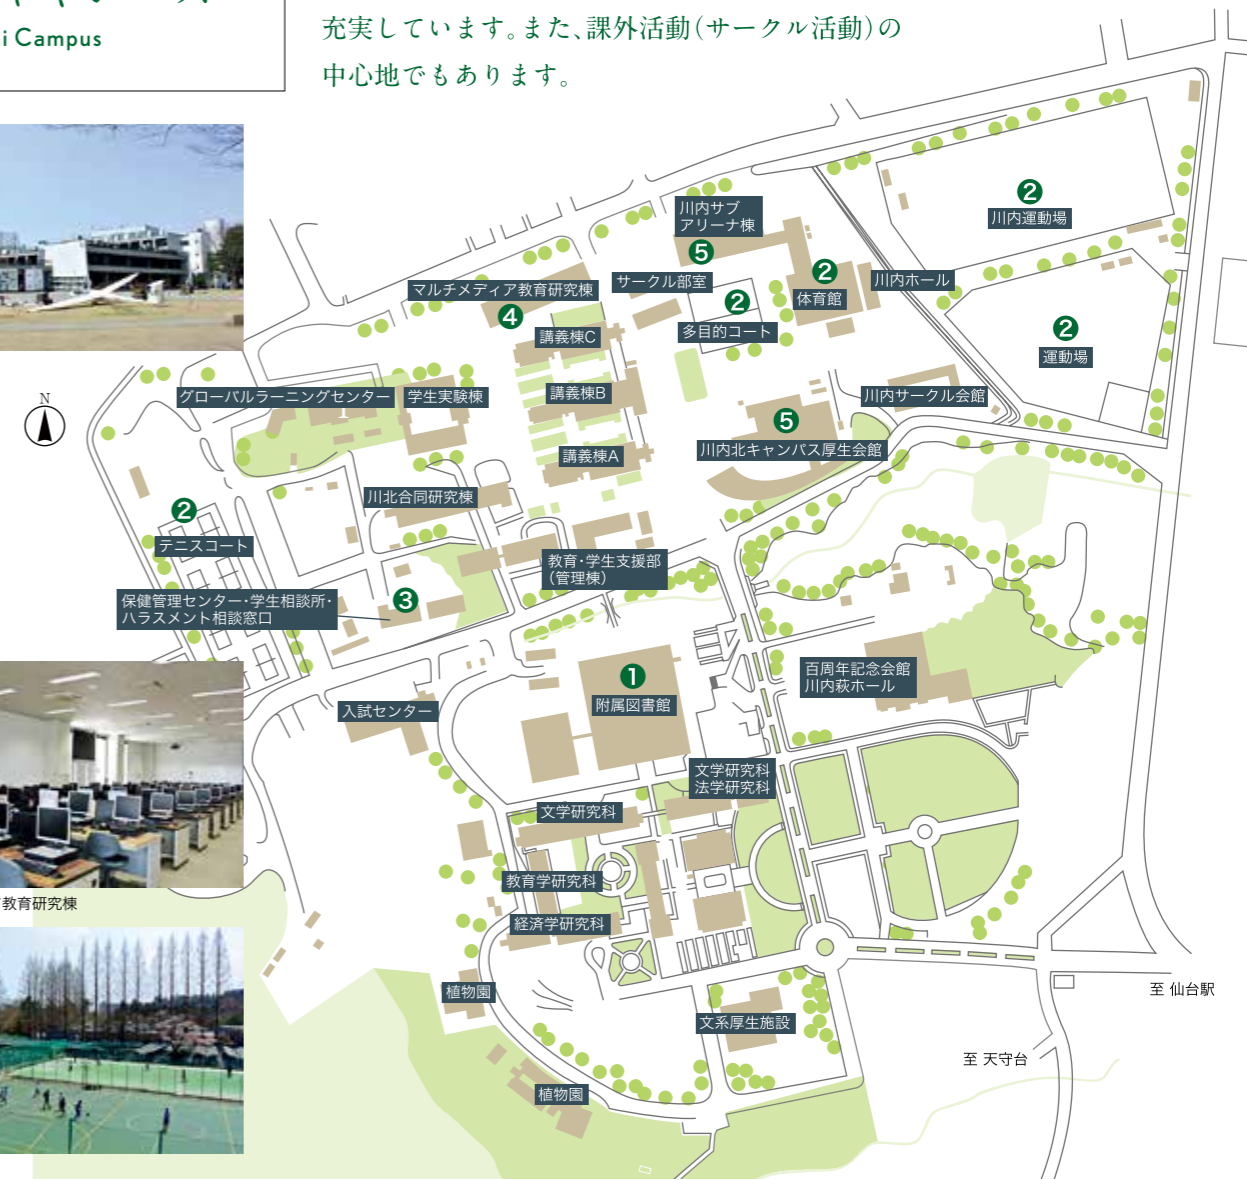 i Campus
充実しています。また、課外活動(サークル活動)の
中心地でもあります。
川内サブ
アリーナ棟
❺
❷
川内運動場
サークル部室
❷
体育館
川内ホール
マルチメディア教育研究棟
❹
❷
多目的コート
講義棟C
❷
運動場
N
グローバルラーニングセンター
学生実験棟
講義棟B
川内サークル会館
❺
川内北キャンパス厚生会館
講義棟A
川北合同研究棟
❷
テニスコート
教育・学生支援部
(管理棟)
保健管理センター・学生相談所・
ハラスメント相談窓口
❸
❶
附属図書館
百周年記念会館
川内萩ホール
入試センター
文学研究科
法学研究科
文学研究科
教育学研究科
教育研究棟
経済学研究科
植物園
至 仙台駅
文系厚生施設
至 天守台
植物園